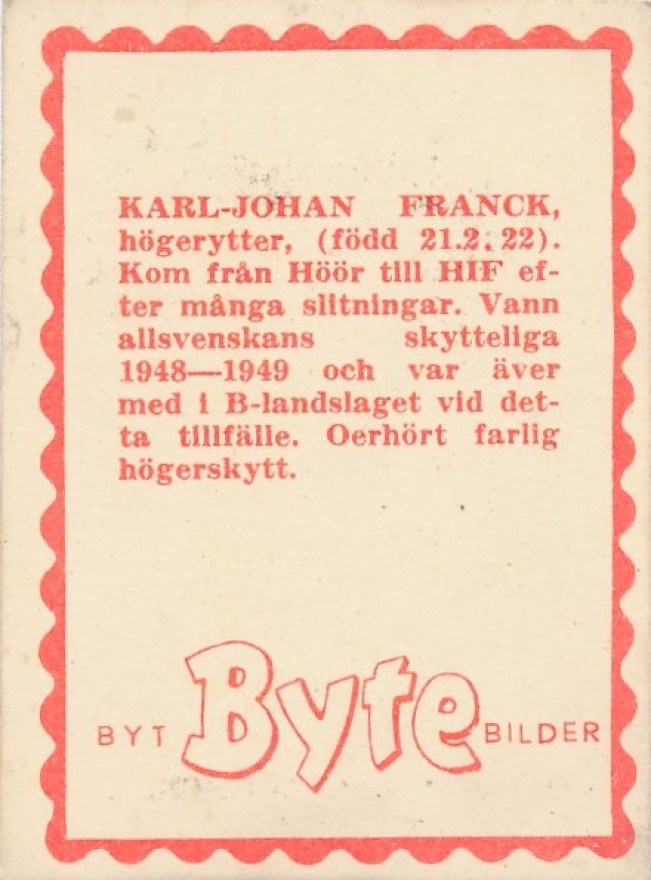 KARL-JOHAN FRANCK,
högerytter, (född 21.2.22).
Kom från Höör till HIF ef-
ter många slitningar. Vann
allsvenskans skytteliga
1948—1949 och var äver
med i B-landslaget vid det-
ta tillfälle. Oerhört farlig
högerskytt.
BYT Byte BILDER